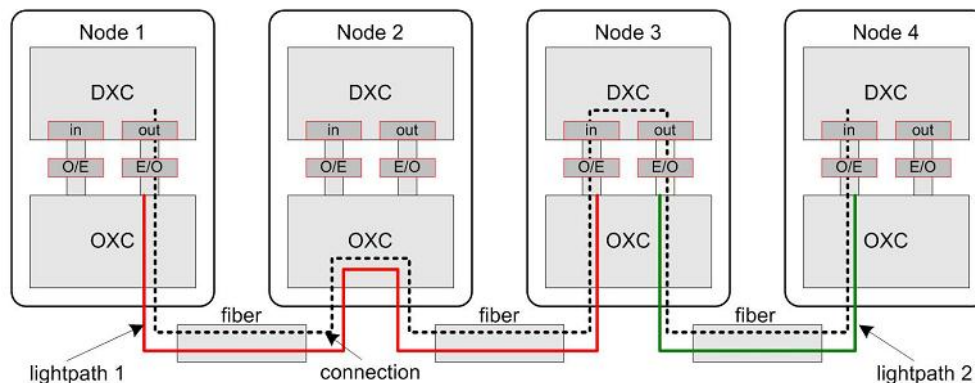 Node 1 Node 2 Node 3 Node 4
DXC DXC DXC DXC
in out in out in out in out
O/E E/O O/E E/O O/E E/O O/E E/O
OXC OXC OXC OXC
fiber fiber fiber
lightpath 1 connection lightpath 2